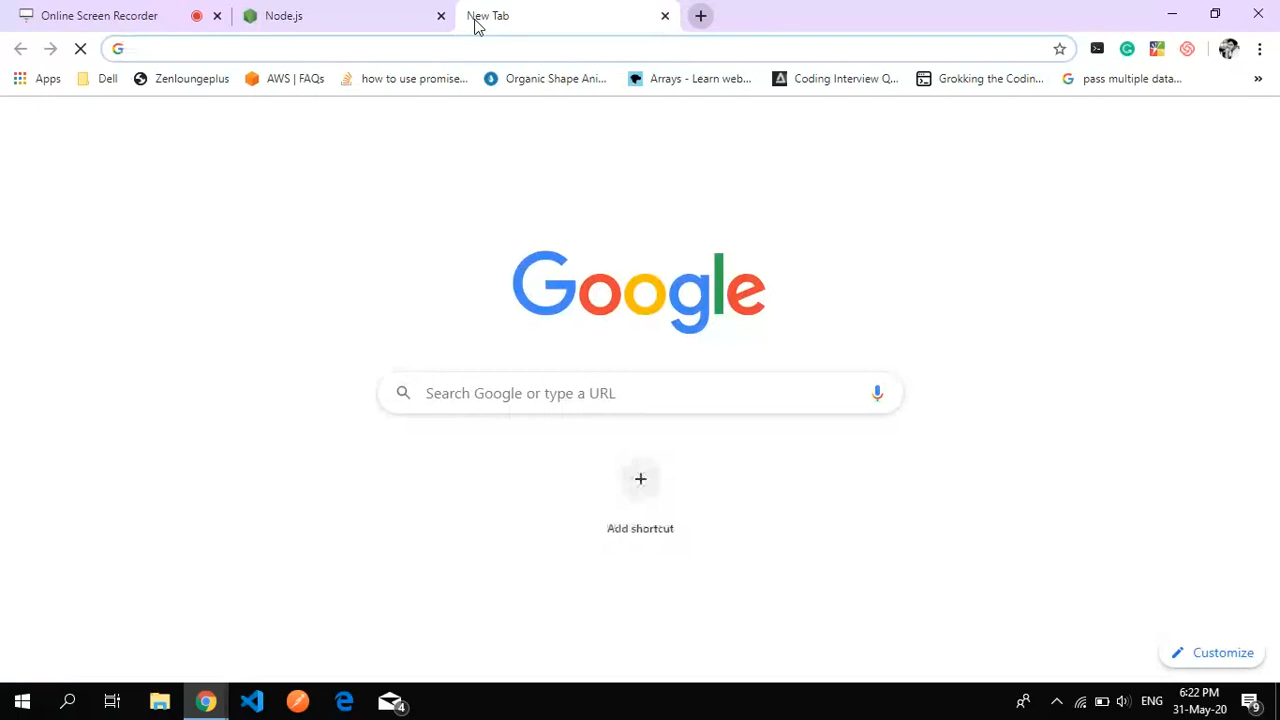 Online Screen Recorder
Node.js
New Tab
Apps
Dell
Zenloungeplus
AWS | FAQs
how to use promise...
Organic Shape Ani...
Arrays - Learn web...
Coding Interview Q...
Grokking the Codin...
pass multiple data...
»
Google
Search Google or type a URL
Add shortcut
Customize
4
ENG
6:22 PM
31-May-20
9